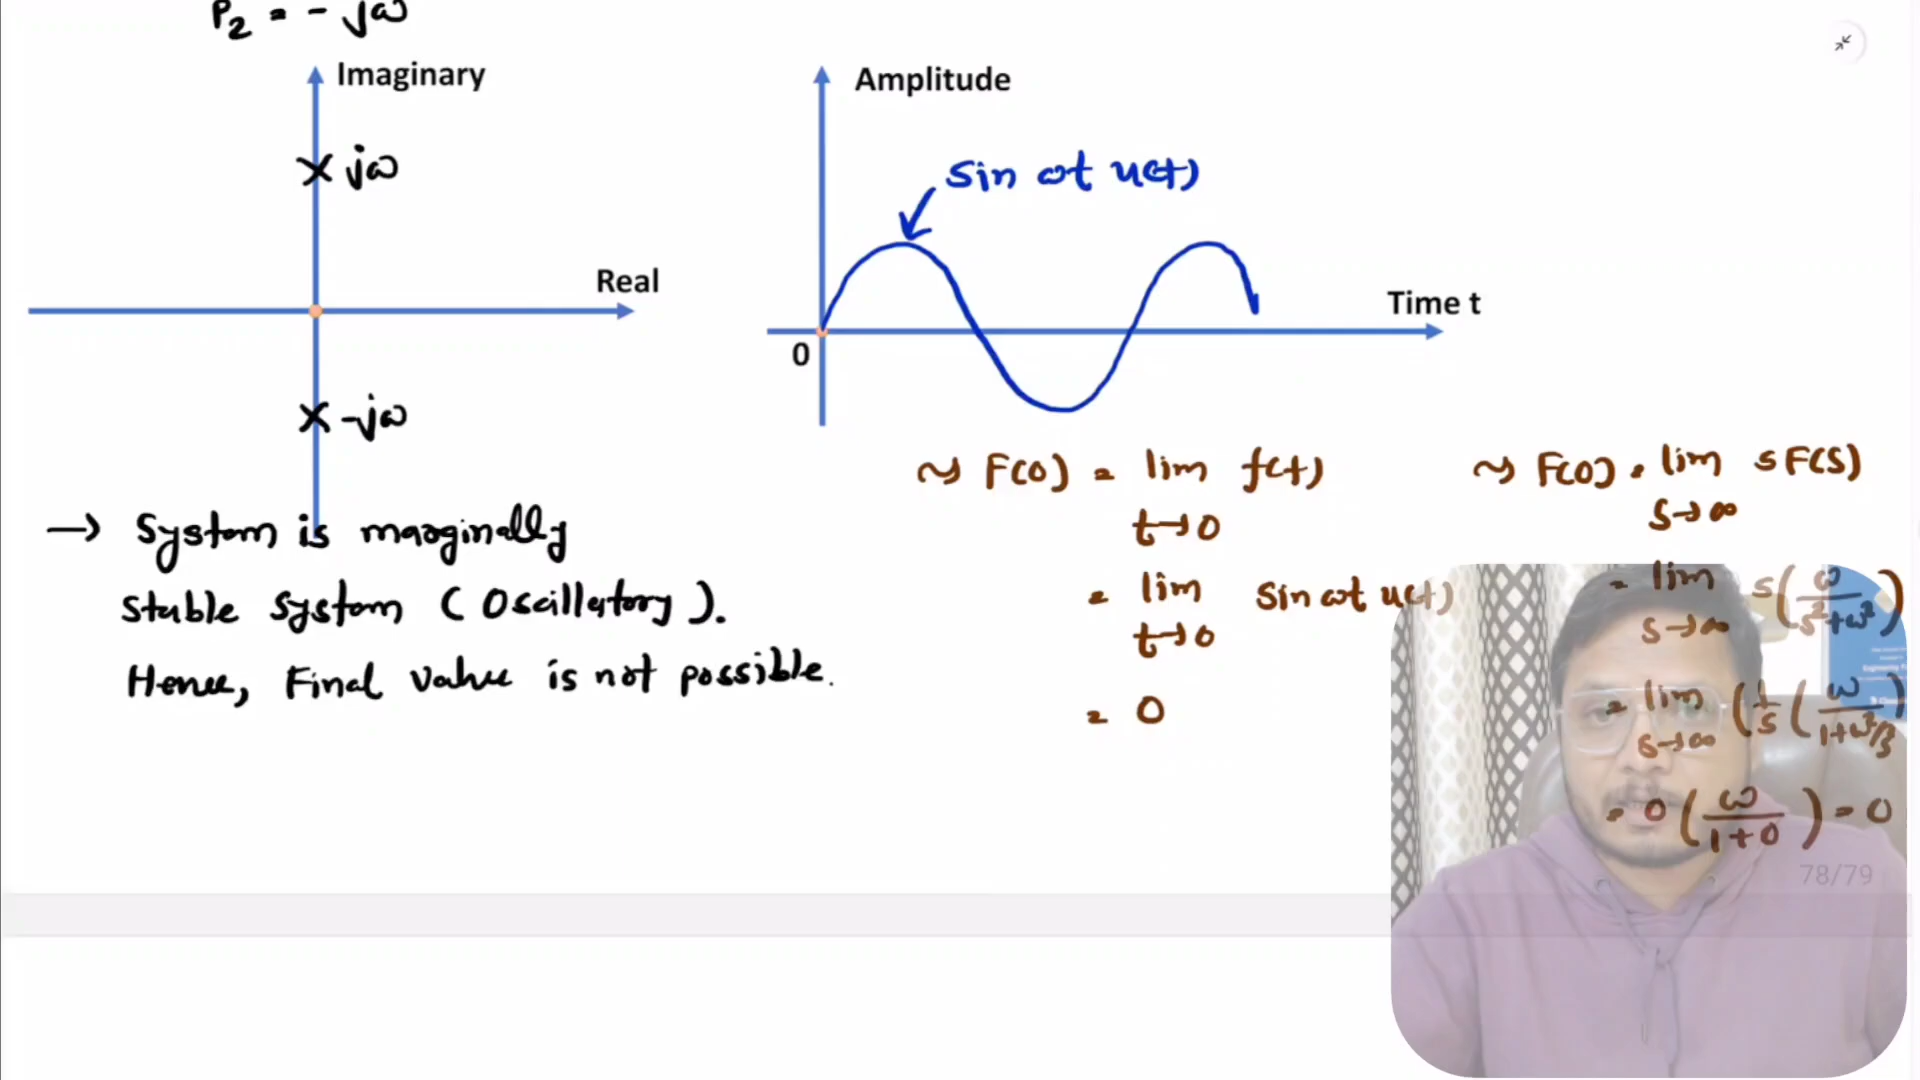 P2 = - jω
Imaginary
jω
Real
-jω
Amplitude
Sin ωt u(t)
Time t
0
→ System is marginally
stable system (Oscillatory).
Hence, Final value is not possible.
⤳ F(0) = lim f(t)
t→0
= lim Sin ωt u(t)
t→0
= 0
⤳ F(0) = lim s F(s)
s→∞
= lim s(ω/s²+ω²)
s→∞
= lim (1/s (ω/1+ω²/s
s→∞
= 0 (ω/1+0) = 0
78/79